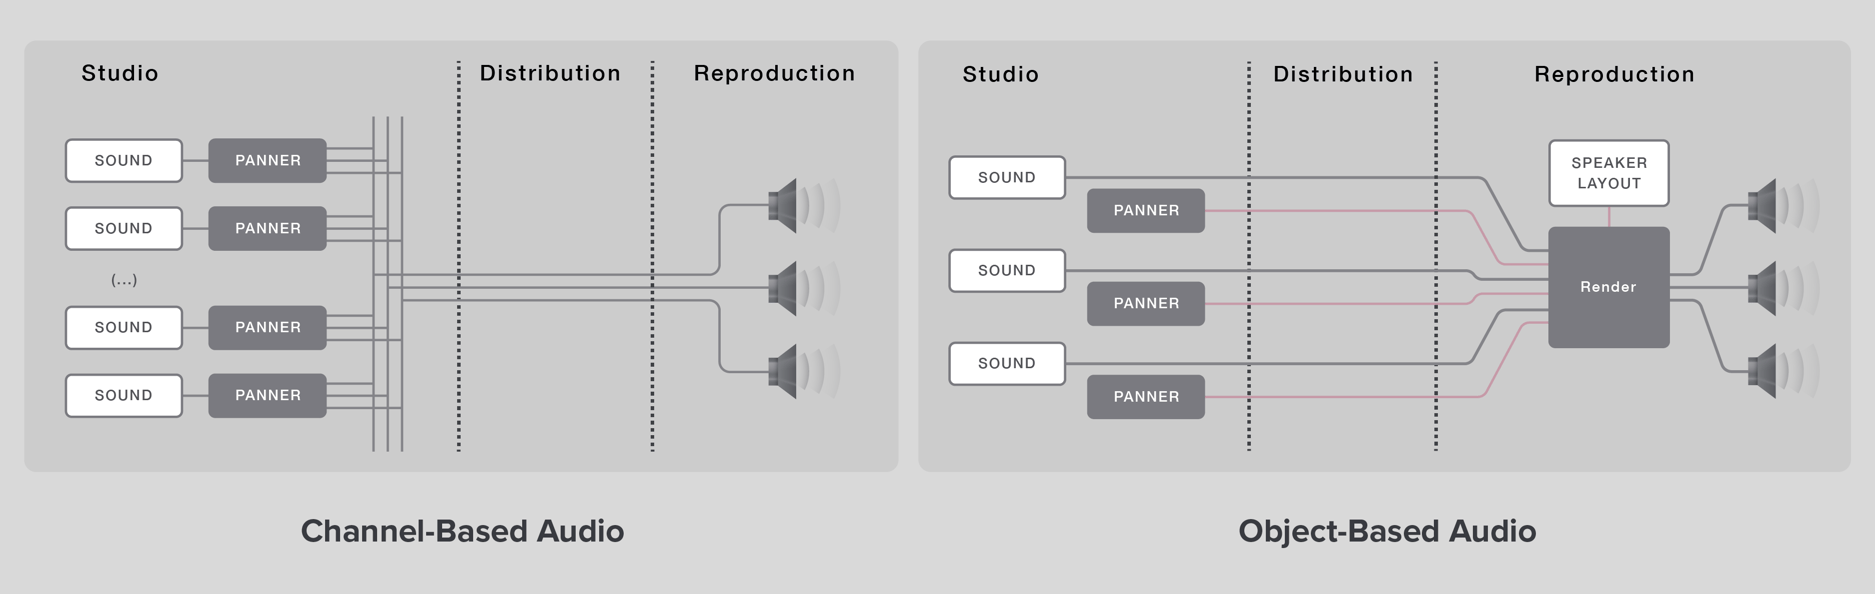 Studio
Distribution
Reproduction
SOUND
PANNER
SOUND
PANNER
(...)
SOUND
PANNER
SOUND
PANNER
Channel-Based Audio
Studio
Distribution
Reproduction
SOUND
PANNER
SOUND
PANNER
SOUND
PANNER
SPEAKER
LAYOUT
Render
Object-Based Audio